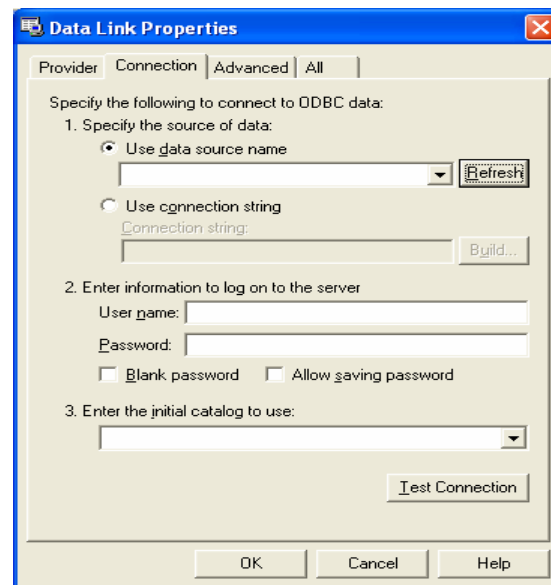 Data Link Properties
Provider Connection Advanced All
Specify the following to connect to ODBC data:
1. Specify the source of data:
Use data source name
Refresh
Use connection string
Connection string:
Build...
2. Enter information to log on to the server
User name:
Password:
Blank password Allow saving password
3. Enter the initial catalog to use:
Test Connection
OK Cancel Help